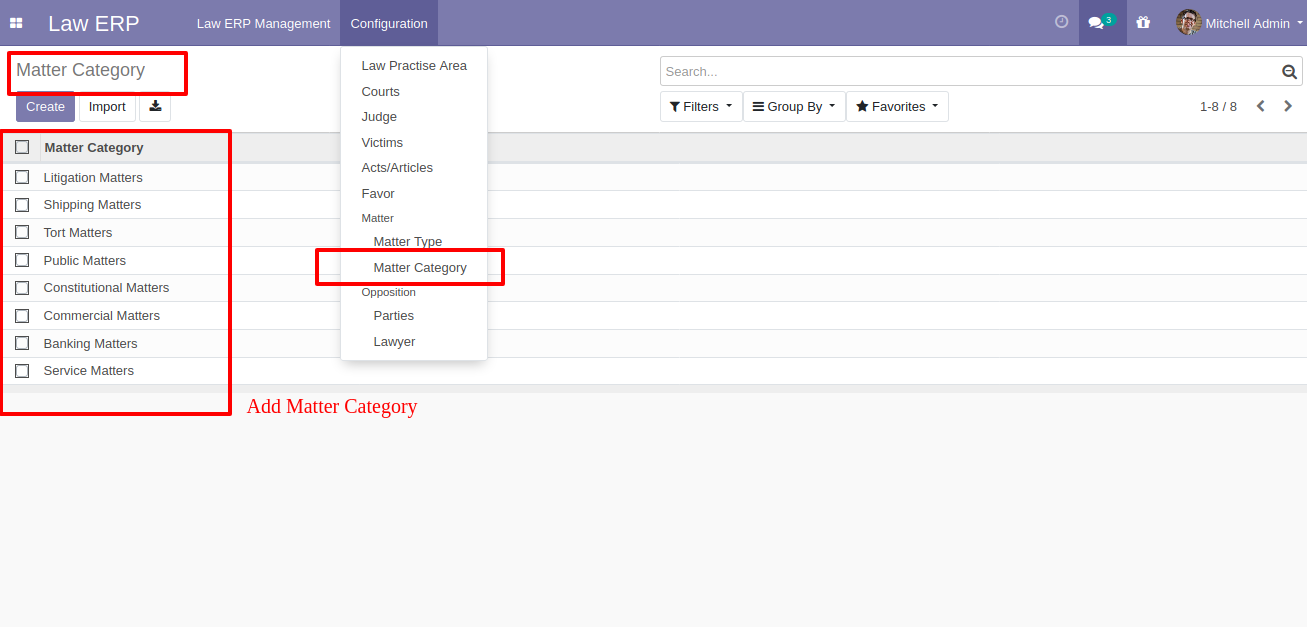 Law ERP
Law ERP Management
Configuration
3
Mitchell Admin
Matter Category
Search...
Create
Import
Filters
Group By
Favorites
1-8 / 8
Law Practise Area
Courts
Judge
Victims
Acts/Articles
Favor
Matter
Matter Type
Matter Category
Opposition
Parties
Lawyer
Matter Category
Litigation Matters
Shipping Matters
Tort Matters
Public Matters
Constitutional Matters
Commercial Matters
Banking Matters
Service Matters
Add Matter Category